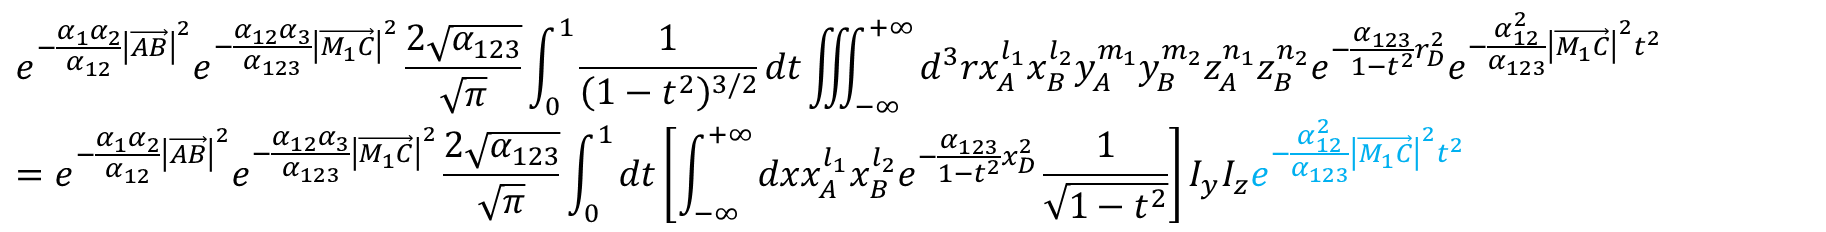 $e^{-\frac{\alpha_1\alpha_2}{\alpha_{12}}|\overrightarrow{AB}|^2} e^{-\frac{\alpha_{12}\alpha_3}{\alpha_{123}}|\overrightarrow{M_1C}|^2} \frac{2\sqrt{\alpha_{123}}}{\sqrt{\pi}} \int_0^1 \frac{1}{(1-t^2)^{3/2}} dt \iiint_{-\infty}^{+\infty} d^3r x_A^{l_1} x_B^{l_2} y_A^{m_1} y_B^{m_2} z_A^{n_1} z_B^{n_2} e^{-\frac{\alpha_{123}}{1-t^2}r_D^2} e^{-\frac{\alpha_{12}^2}{\alpha_{123}}|\overrightarrow{M_1C}|^2 t^2}$
$= e^{-\frac{\alpha_1\alpha_2}{\alpha_{12}}|\overrightarrow{AB}|^2} e^{-\frac{\alpha_{12}\alpha_3}{\alpha_{123}}|\overrightarrow{M_1C}|^2} \frac{2\sqrt{\alpha_{123}}}{\sqrt{\pi}} \int_0^1 dt \left[ \int_{-\infty}^{+\infty} dx x_A^{l_1} x_B^{l_2} e^{-\frac{\alpha_{123}}{1-t^2}x_D^2} \frac{1}{\sqrt{1-t^2}} \right] I_y I_z e^{-\frac{\alpha_{12}^2}{\alpha_{123}}|\overrightarrow{M_1C}|^2 t^2}$